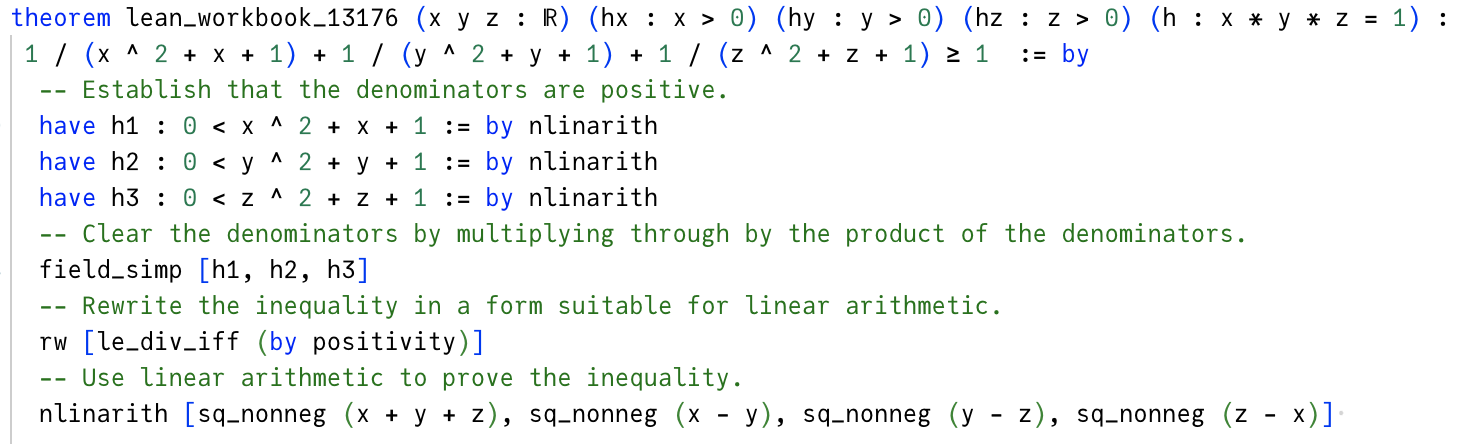 theorem lean_workbook_13176 (x y z : ℝ) (hx : x > 0) (hy : y > 0) (hz : z > 0) (h : x * y * z = 1) :
1 / (x ^ 2 + x + 1) + 1 / (y ^ 2 + y + 1) + 1 / (z ^ 2 + z + 1) ≥ 1  := by
-- Establish that the denominators are positive.
have h1 : 0 < x ^ 2 + x + 1 := by nlinarith
have h2 : 0 < y ^ 2 + y + 1 := by nlinarith
have h3 : 0 < z ^ 2 + z + 1 := by nlinarith
-- Clear the denominators by multiplying through by the product of the denominators.
field_simp [h1, h2, h3]
-- Rewrite the inequality in a form suitable for linear arithmetic.
rw [le_div_iff (by positivity)]
-- Use linear arithmetic to prove the inequality.
nlinarith [sq_nonneg (x + y + z), sq_nonneg (x - y), sq_nonneg (y - z), sq_nonneg (z - x)]